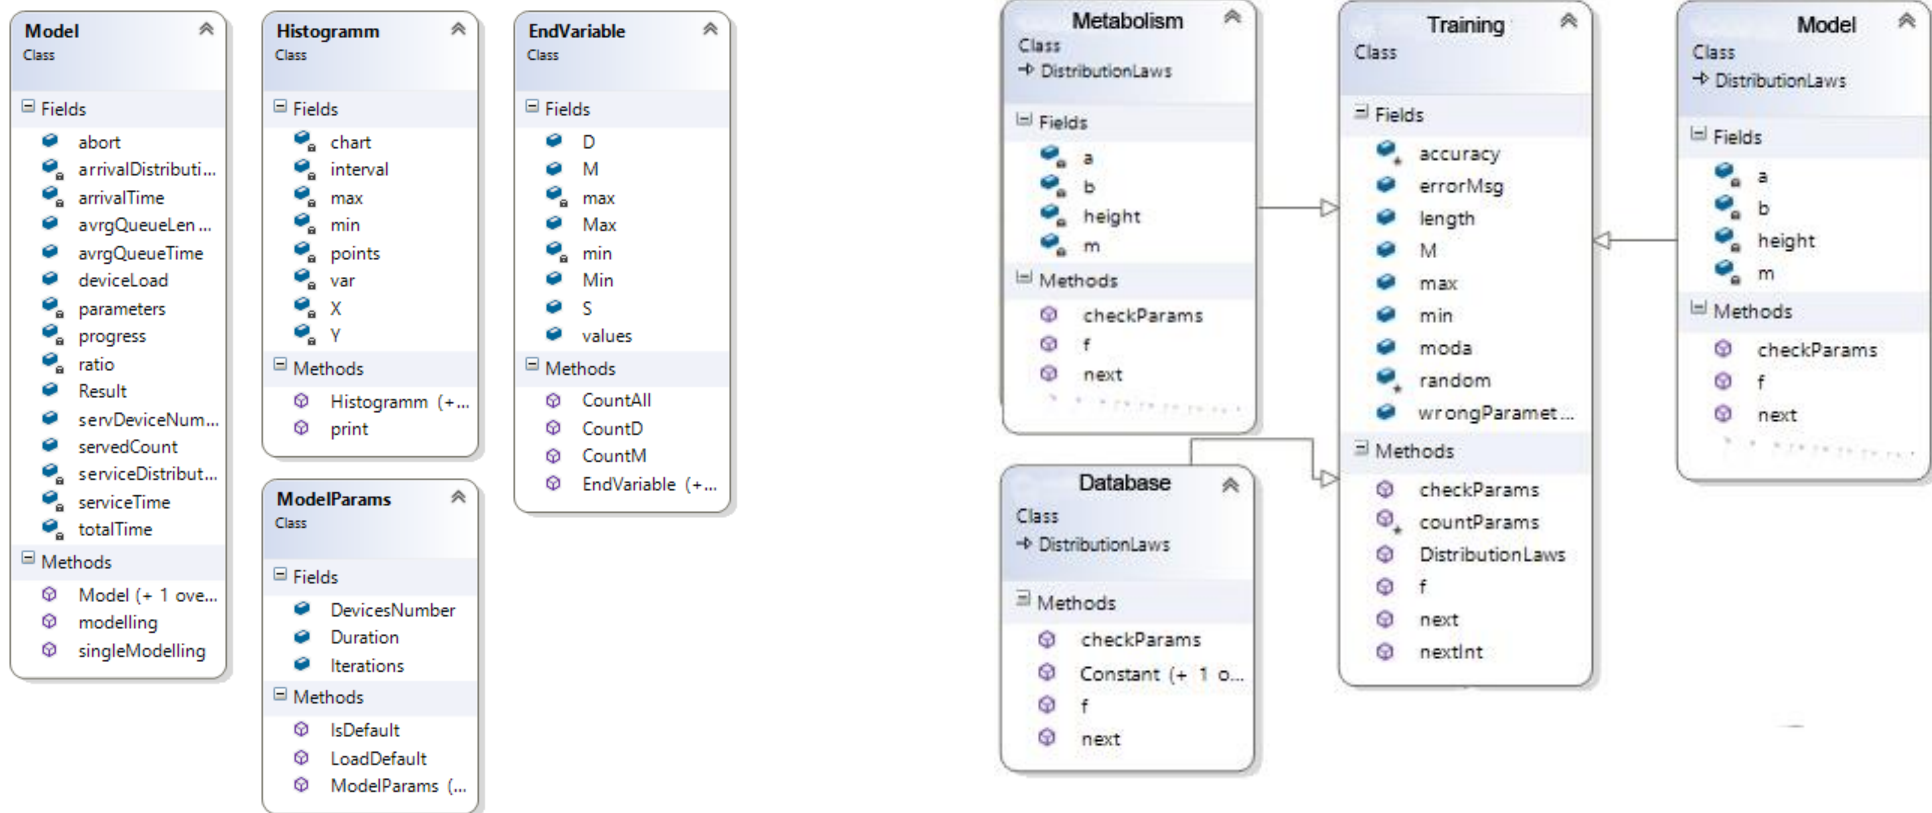 Model
Class
Fields
abort
arrivalDistributi...
arrivalTime
avrgQueueLen...
avrgQueueTime
deviceLoad
parameters
progress
ratio
Result
servDeviceNum...
servedCount
serviceDistribut...
serviceTime
totalTime
Methods
Model (+ 1 ove...
modelling
singleModelling
Histogramm
Class
Fields
chart
interval
max
min
points
var
X
Y
Methods
Histogramm (+...
print
ModelParams
Class
Fields
DevicesNumber
Duration
Iterations
Methods
IsDefault
LoadDefault
ModelParams (...
EndVariable
Class
Fields
D
M
max
Max
min
Min
S
values
Methods
CountAll
CountD
CountM
EndVariable (+...
Metabolism
Class
DistributionLaws
Fields
a
b
height
m
Methods
checkParams
f
next
Database
Class
DistributionLaws
Methods
checkParams
Constant (+ 1 o...
f
next
Training
Class
Fields
accuracy
errorMsg
length
M
max
min
moda
random
wrongParamet...
Methods
checkParams
countParams
DistributionLaws
f
next
nextInt
Model
Class
DistributionLaws
Fields
a
b
height
m
Methods
checkParams
f
next